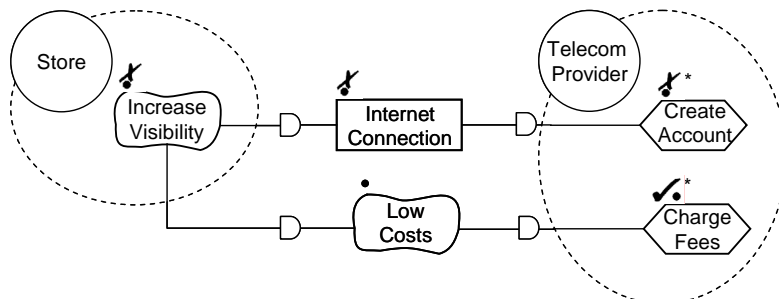 Store
Telecom
Provider
Increase
Visibility
Internet
Connection
*
Create
Account
Low
Costs
*
Charge
Fees